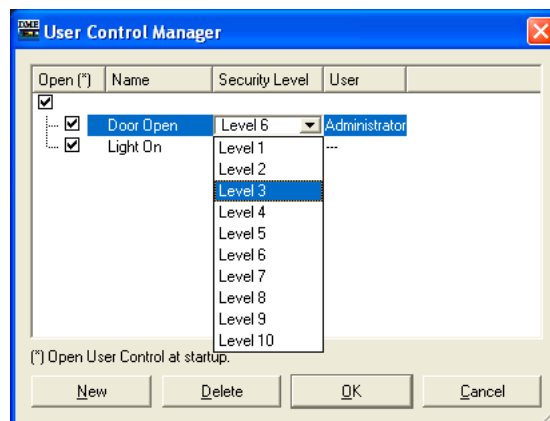 User Control Manager
Open (*) Name Security Level User
Door Open Level 6 Administrator
Light On Level 1 ---
Level 2
Level 3
Level 4
Level 5
Level 6
Level 7
Level 8
Level 9
Level 10
(*) Open User Control at startup.
New Delete OK Cancel